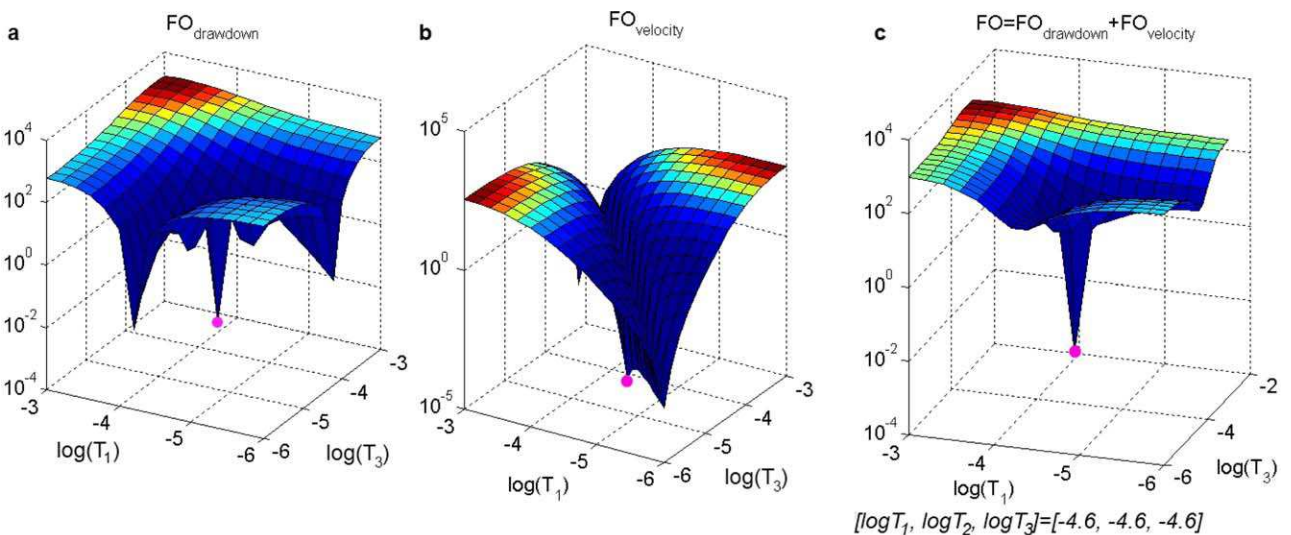 a
FO_drawdown
10^4
10^2
10^0
10^-2
10^-4
-3
-4
-5
-6
log(T_1)
-6
-5
-4
-3
log(T_3)
b
FO_velocity
10^5
10^0
10^-5
-3
-4
-5
-6
log(T_1)
-6
-5
-4
-3
log(T_3)
c
FO=FO_drawdown+FO_velocity
10^4
10^2
10^0
10^-2
10^-4
-3
-4
-5
-6
log(T_1)
-6
-4
-2
log(T_3)
[logT_1, logT_2, logT_3]=[-4.6, -4.6, -4.6]